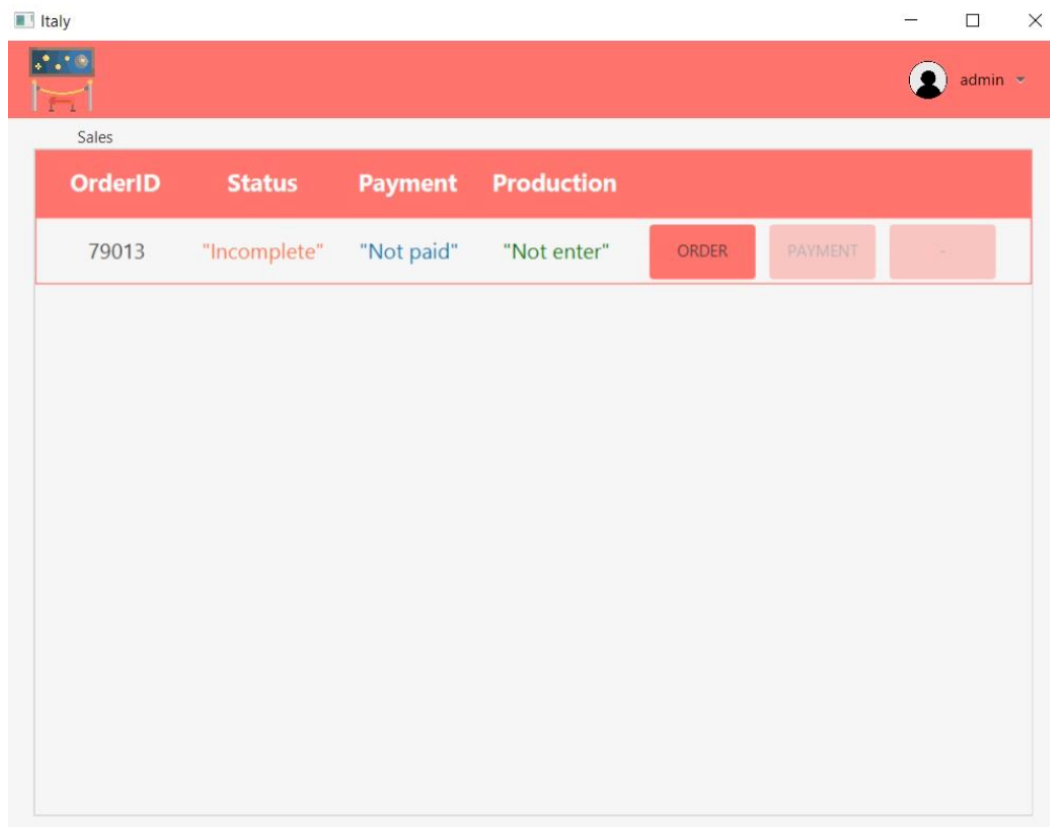 Italy
admin
Sales
OrderID Status Payment Production
79013 "Incomplete" "Not paid" "Not enter" ORDER PAYMENT -